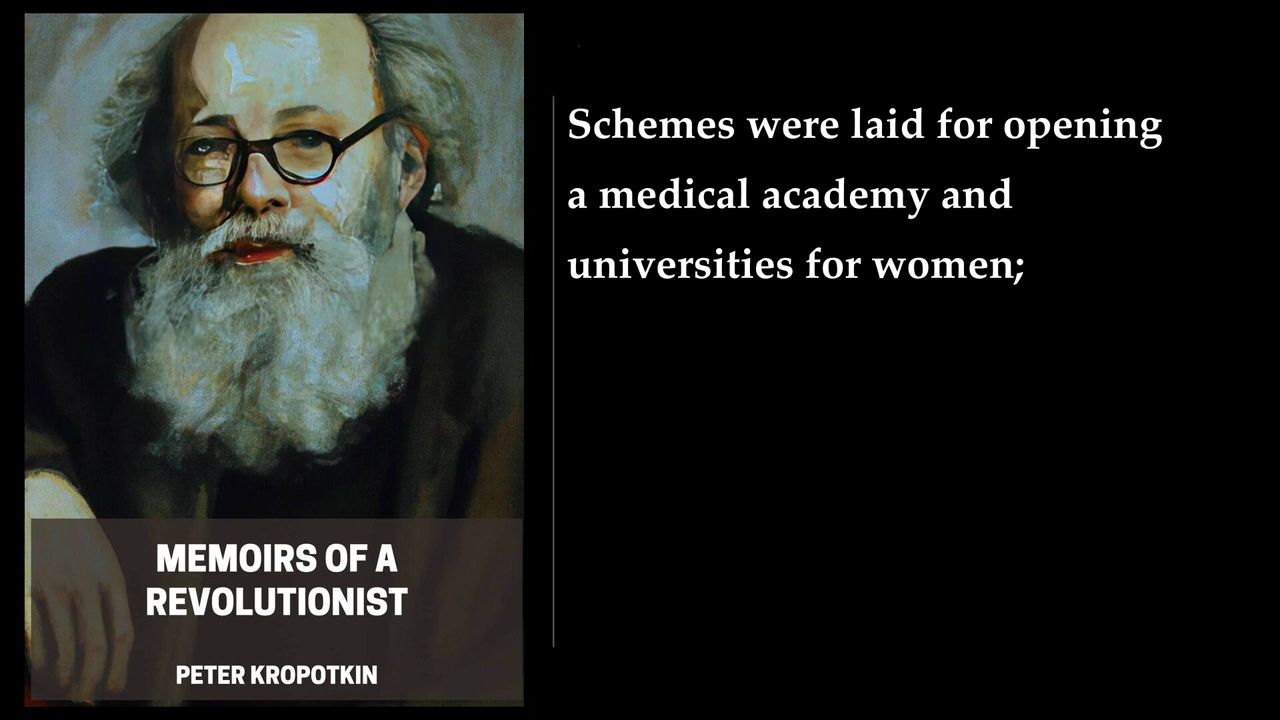 Schemes were laid for opening
a medical academy and
universities for women;
MEMOIRS OF A
REVOLUTIONIST
PETER KROPOTKIN